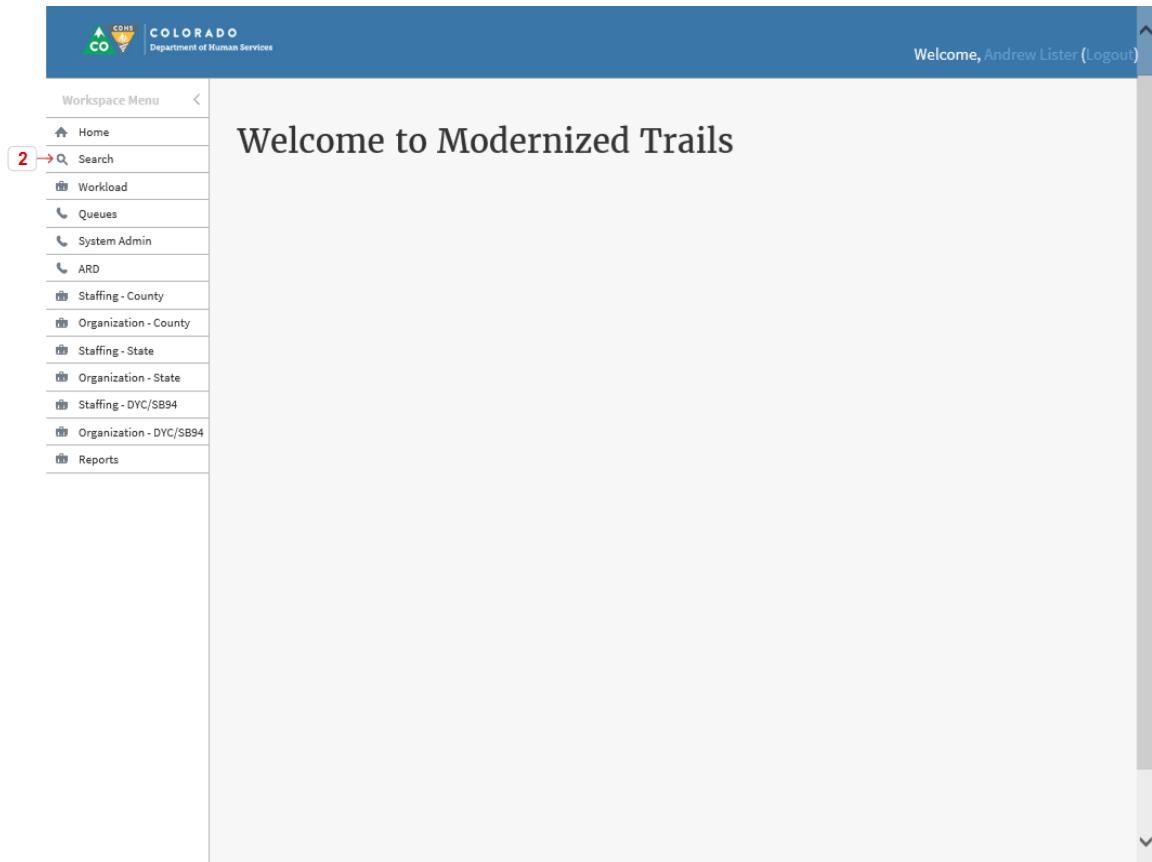 CDHS
CO
COLORADO
Department of Human Services
Welcome, Andrew Lister (Logout)
Workspace Menu
Home
Welcome to Modernized Trails
2
Search
Workload
Queues
System Admin
ARD
Staffing - County
Organization - County
Staffing - State
Organization - State
Staffing - DYC/SB94
Organization - DYC/SB94
Reports